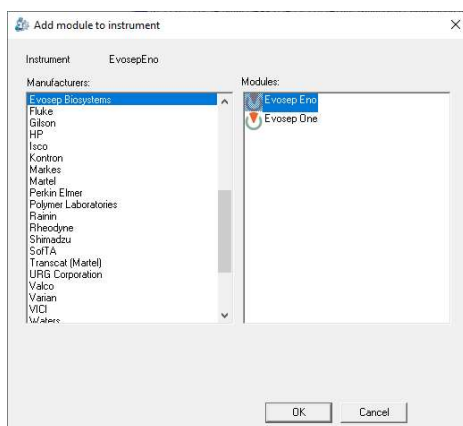 Add module to instrument
Instrument EvosepEno
Manufacturers:
Evosep Biosystems
Fluke
Gilson
HP
Isco
Kontron
Markes
Martel
Perkin Elmer
Polymer Laboratories
Rainin
Rheodyne
Shimadzu
SofTA
Transcat (Martel)
URG Corporation
Valco
Varian
VICI
Waters
Modules:
Evosep Eno
Evosep One
OK Cancel